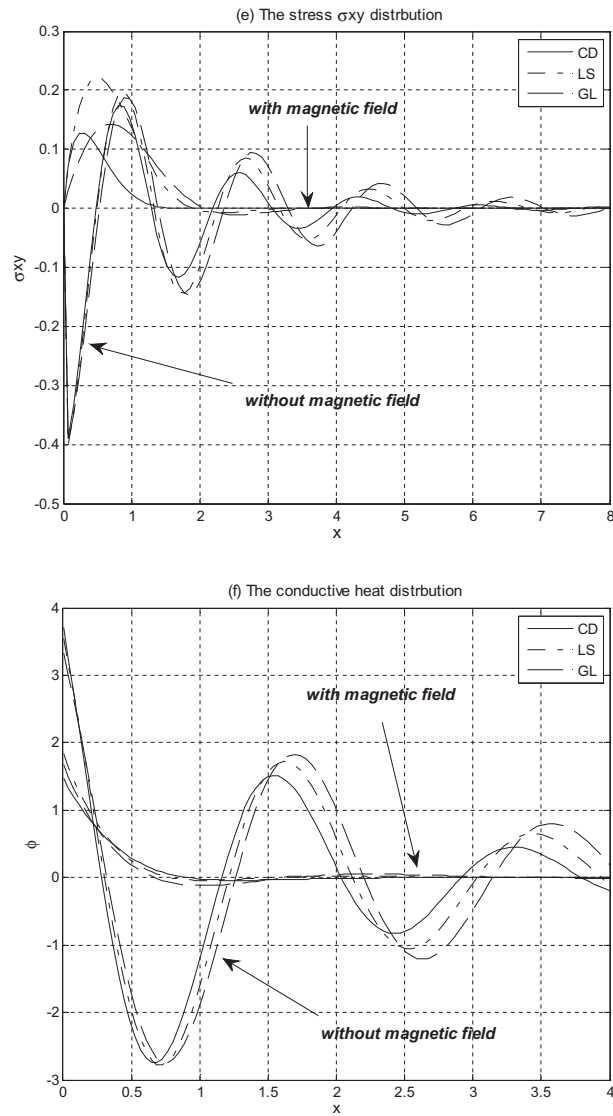 (e) The stress σxy distrbution
0.3
0.2
0.1
0
-0.1
-0.2
-0.3
-0.4
-0.5
σxy
CD
LS
GL
with magnetic field
without magnetic field
0 1 2 3 4 5 6 7 8
x
(f) The conductive heat distrbution
4
3
2
1
0
-1
-2
-3
ϕ
CD
LS
GL
with magnetic field
without magnetic field
0 0.5 1 1.5 2 2.5 3 3.5 4
x